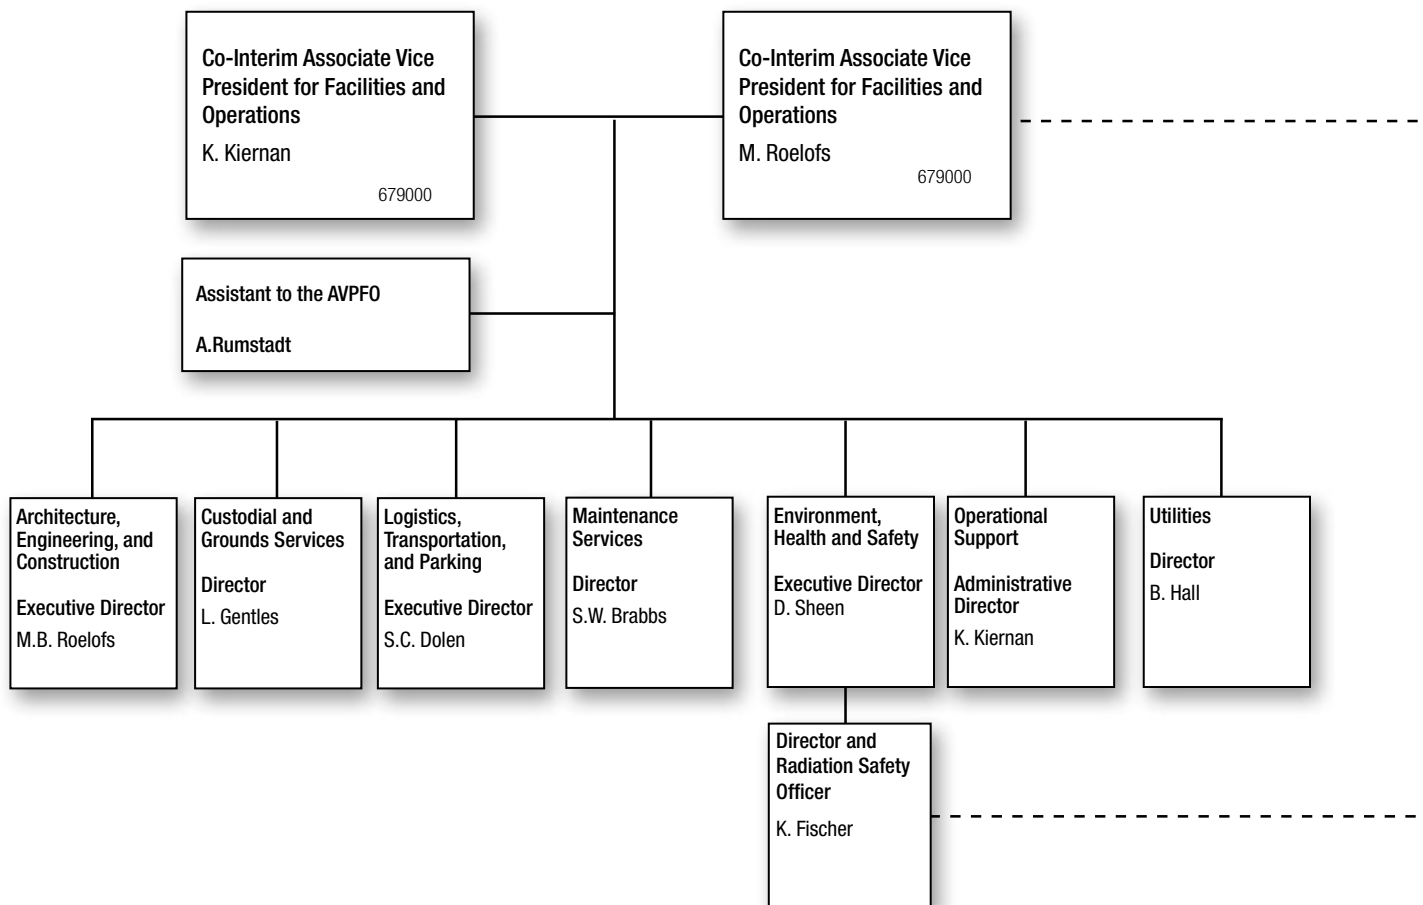 Co-Interim Associate Vice
President for Facilities and
Operations
K. Kiernan
679000
Co-Interim Associate Vice
President for Facilities and
Operations
M. Roelofs
679000
Assistant to the AVPFO
A.Rumstadt
Architecture,
Engineering, and
Construction
Executive Director
M.B. Roelofs
Custodial and
Grounds Services
Director
L. Gentles
Logistics,
Transportation,
and Parking
Executive Director
S.C. Dolen
Maintenance
Services
Director
S.W. Brabbs
Environment,
Health and Safety
Executive Director
D. Sheen
Operational
Support
Administrative
Director
K. Kiernan
Utilities
Director
B. Hall
Director and
Radiation Safety
Officer
K. Fischer